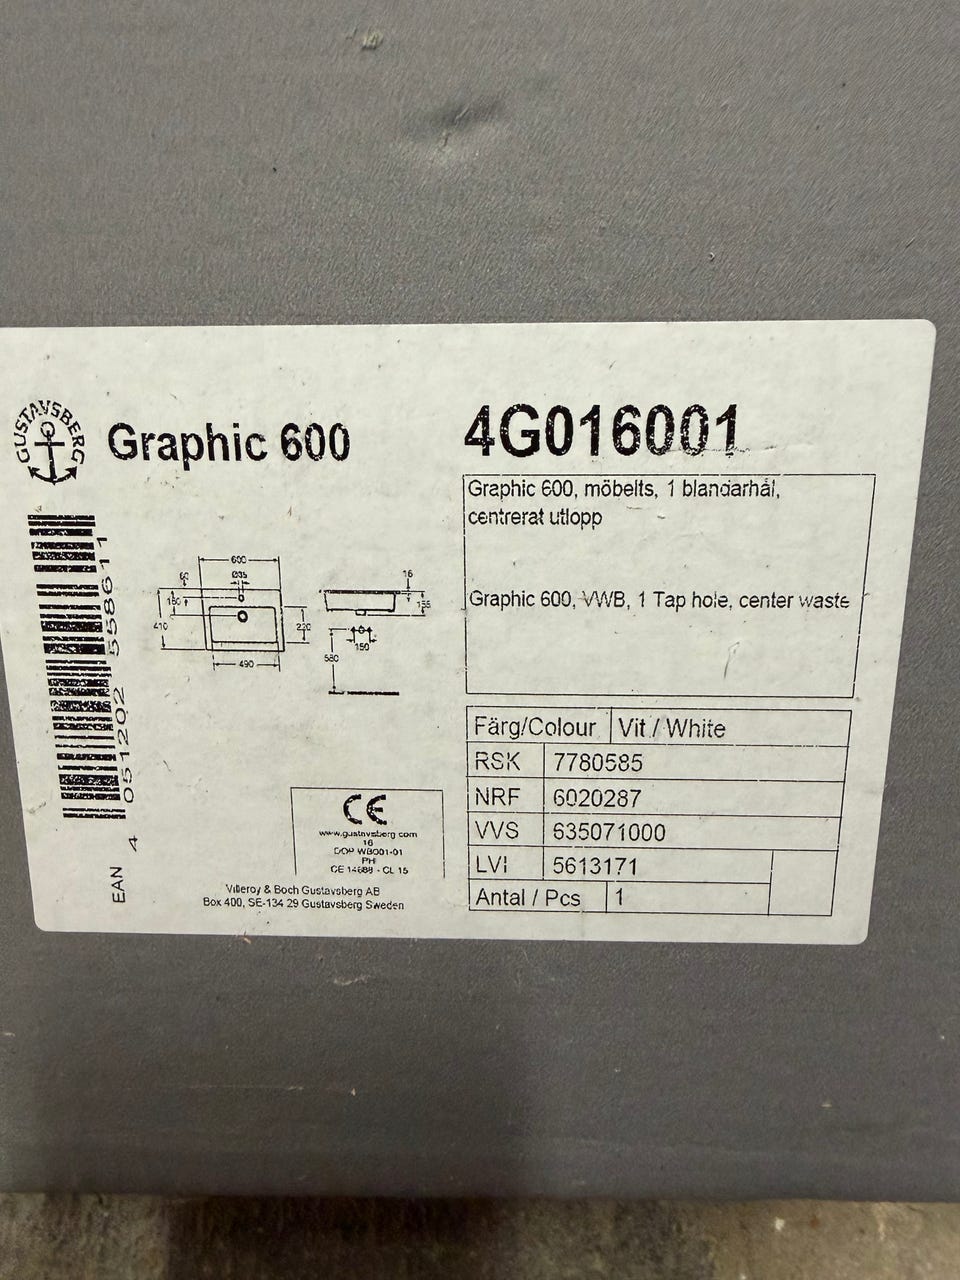 GUSTAVSBERG
Graphic 600
4G016001
Graphic 600, möbelts, 1 blandarhål,
centrerat utlopp
Graphic 600, VWB, 1 Tap hole, center waste
600
60
Ø35
160
410
220
490
16
155
150
580
EAN 4 051202 558611
CE
www.gustavsberg.com
16
DOP WB001-01
PH
CE 14688 - CL 15
Villeroy & Boch Gustavsberg AB
Box 400, SE-134 29 Gustavsberg Sweden
Färg/Colour Vit / White
RSK 7780585
NRF 6020287
VVS 635071000
LVI 5613171
Antal / Pcs 1